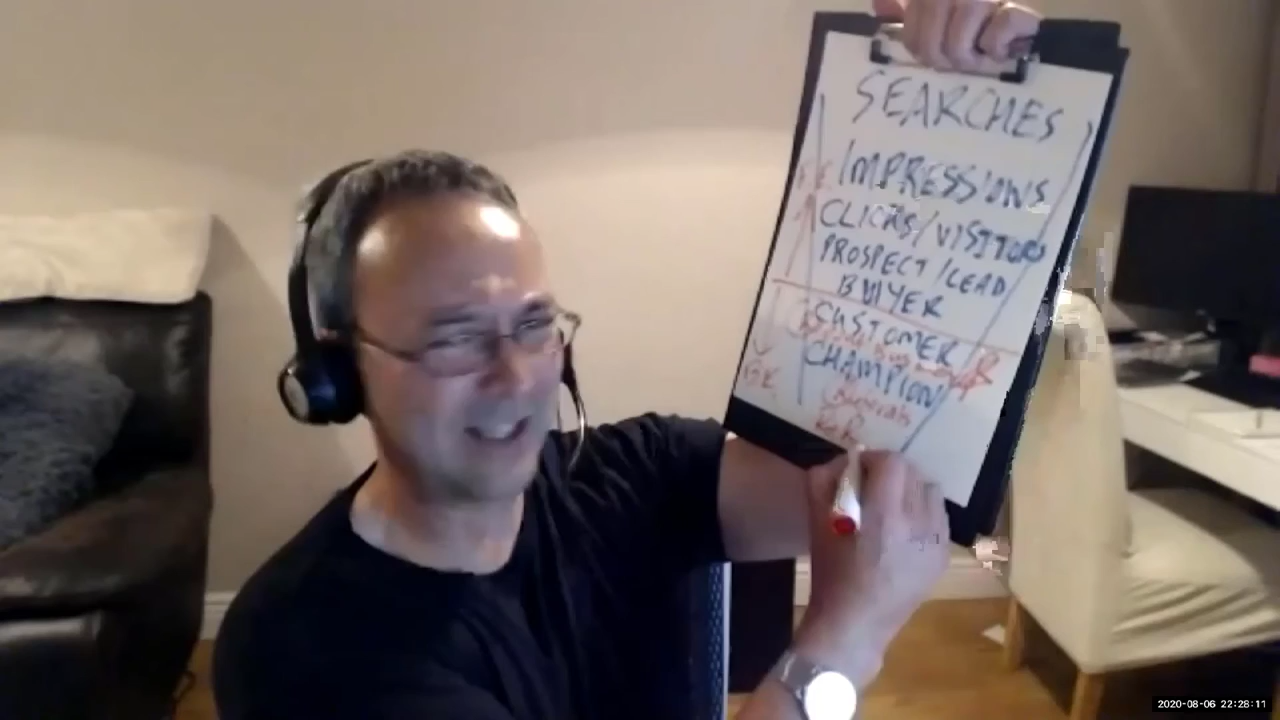 SEARCHES
IMPRESSIONS
CLICKS/VISITORS
PROSPECT/LEAD
BUYER
CUSTOMER
CHAMPION
2020-08-06 22:28:11